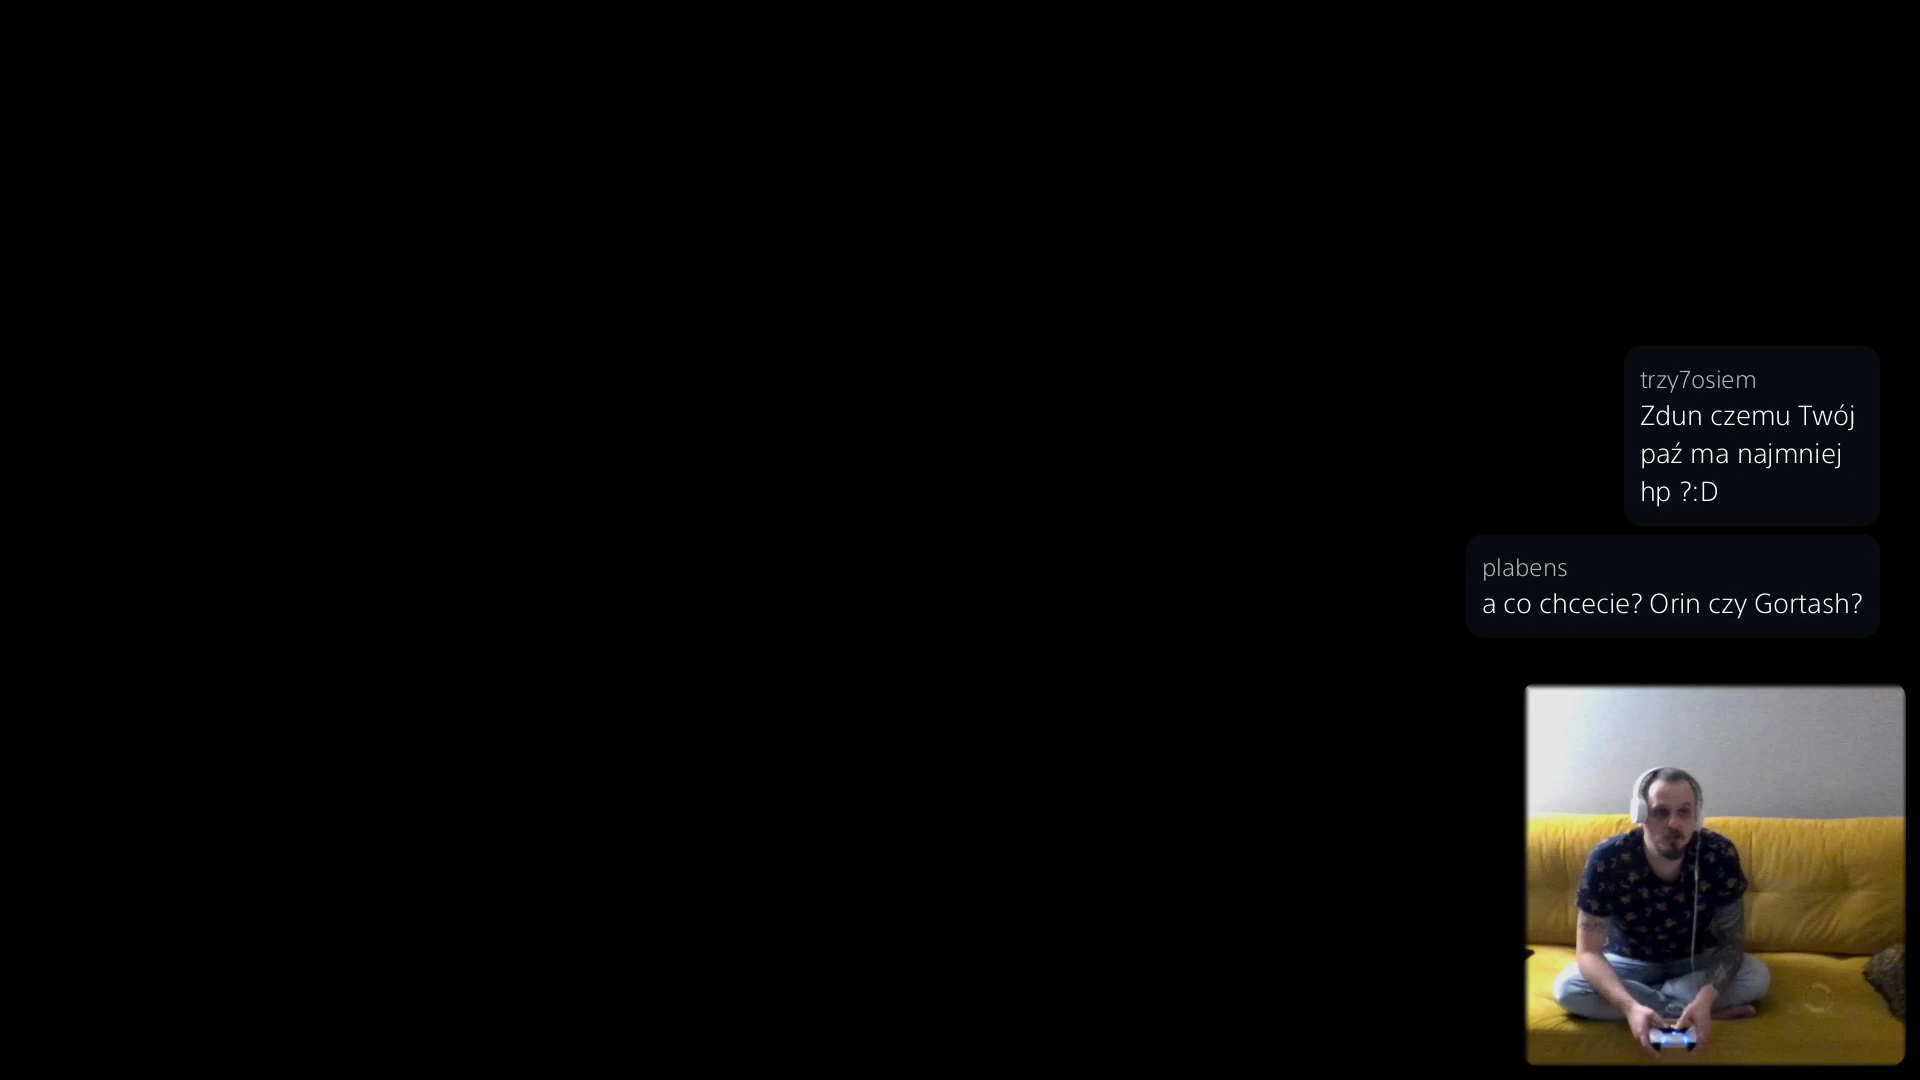 trzy7osiem
Zdun czemu Twój
paź ma najmniej
hp ?:D
plabens
a co chcecie? Orin czy Gortash?